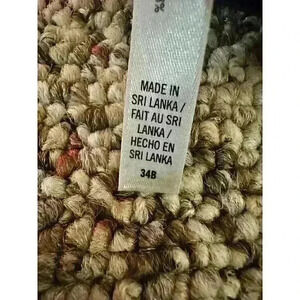 MADE IN
SRI LANKA /
FAIT AU SRI
LANKA /
HECHO EN
SRI LANKA
34B